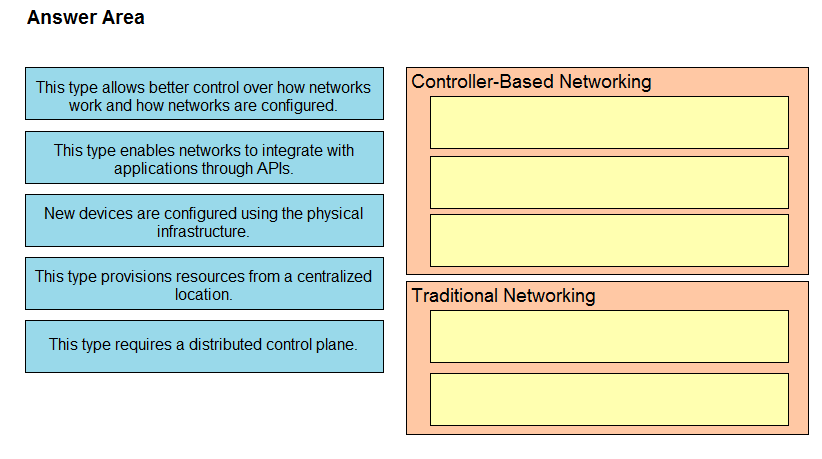 Answer Area
This type allows better control over how networks
work and how networks are configured.
This type enables networks to integrate with
applications through APIs.
New devices are configured using the physical
infrastructure.
This type provisions resources from a centralized
location.
This type requires a distributed control plane.
Controller-Based Networking
Traditional Networking